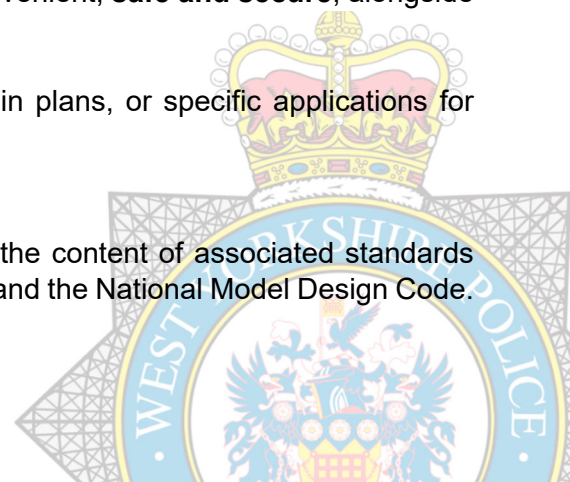 safe and secure, alongside
in plans, or specific applications for
the content of associated standards
and the National Model Design Code.
WEST YORKSHIRE POLICE